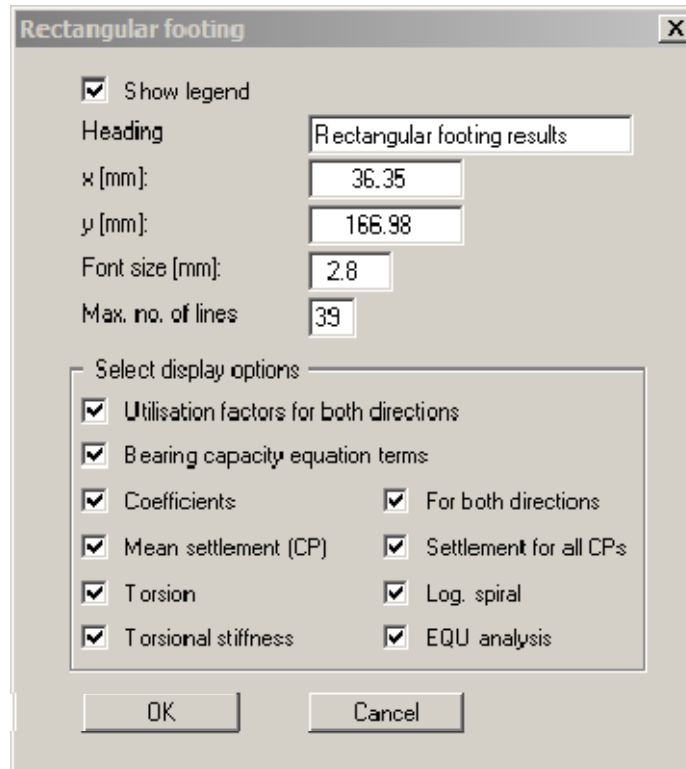 Rectangular footing
Show legend
Heading Rectangular footing results
x [mm]: 36.35
y [mm]: 166.98
Font size [mm]: 2.8
Max. no. of lines 39
Select display options
Utilisation factors for both directions
Bearing capacity equation terms
Coefficients For both directions
Mean settlement (CP) Settlement for all CPs
Torsion Log. spiral
Torsional stiffness EQU analysis
OK Cancel